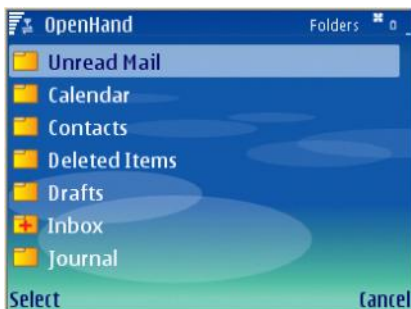 OpenHand Folders
Unread Mail
Calendar
Contacts
Deleted Items
Drafts
Inbox
Journal
Select Cancel